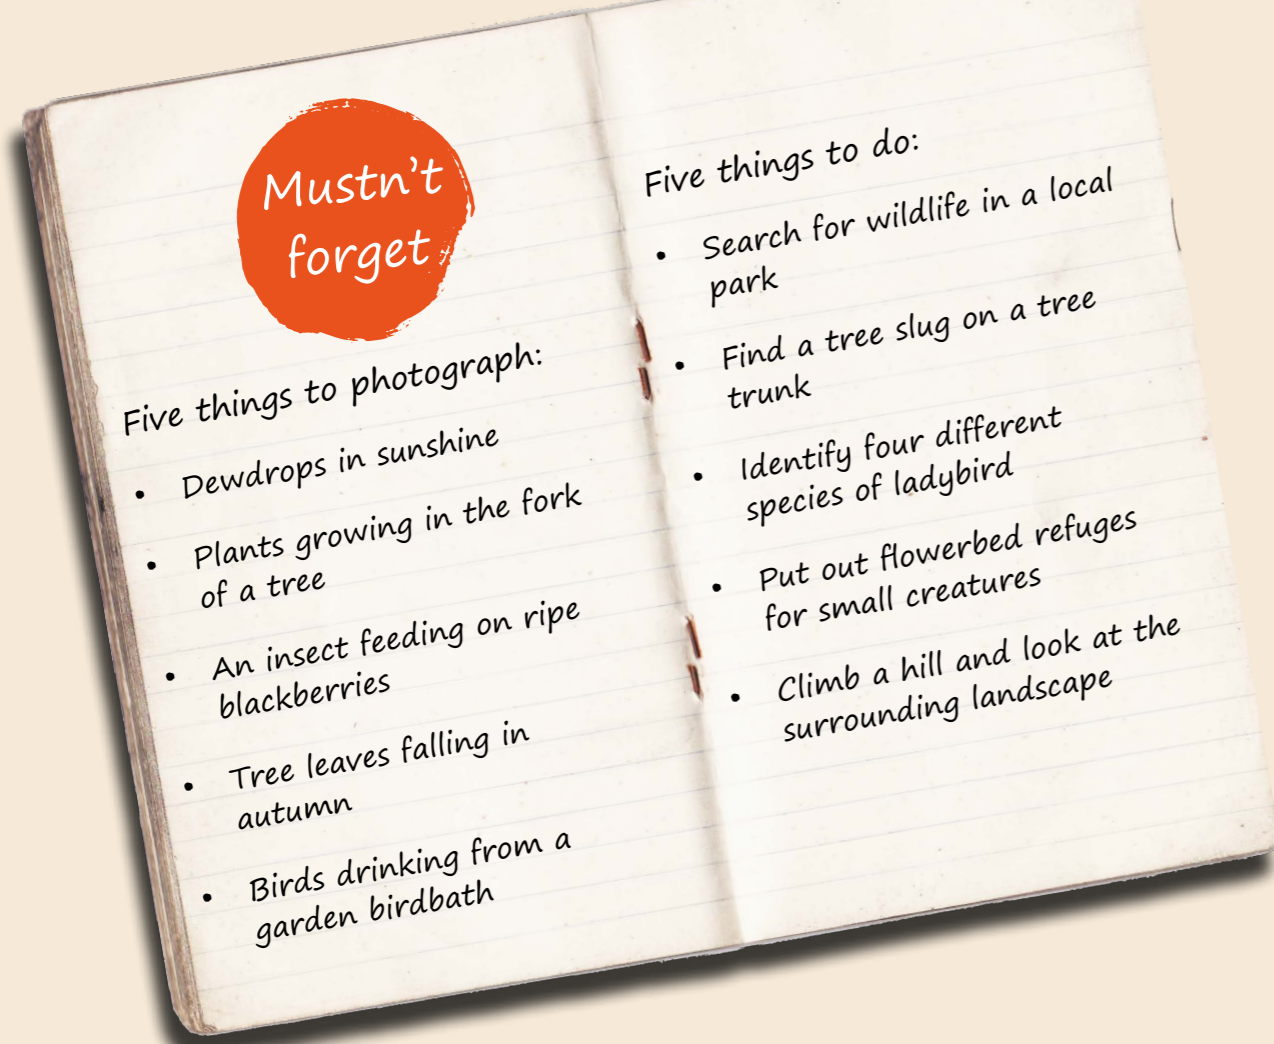 Mustn't
forget
Five things to photograph:
• Dewdrops in sunshine
• Plants growing in the fork
of a tree
• An insect feeding on ripe
blackberries
• Tree leaves falling in
autumn
• Birds drinking from a
garden birdbath
Five things to do:
• Search for wildlife in a local
park
• Find a tree slug on a tree
trunk
• Identify four different
species of ladybird
• Put out flowerbed refuges
for small creatures
• Climb a hill and look at the
surrounding landscape